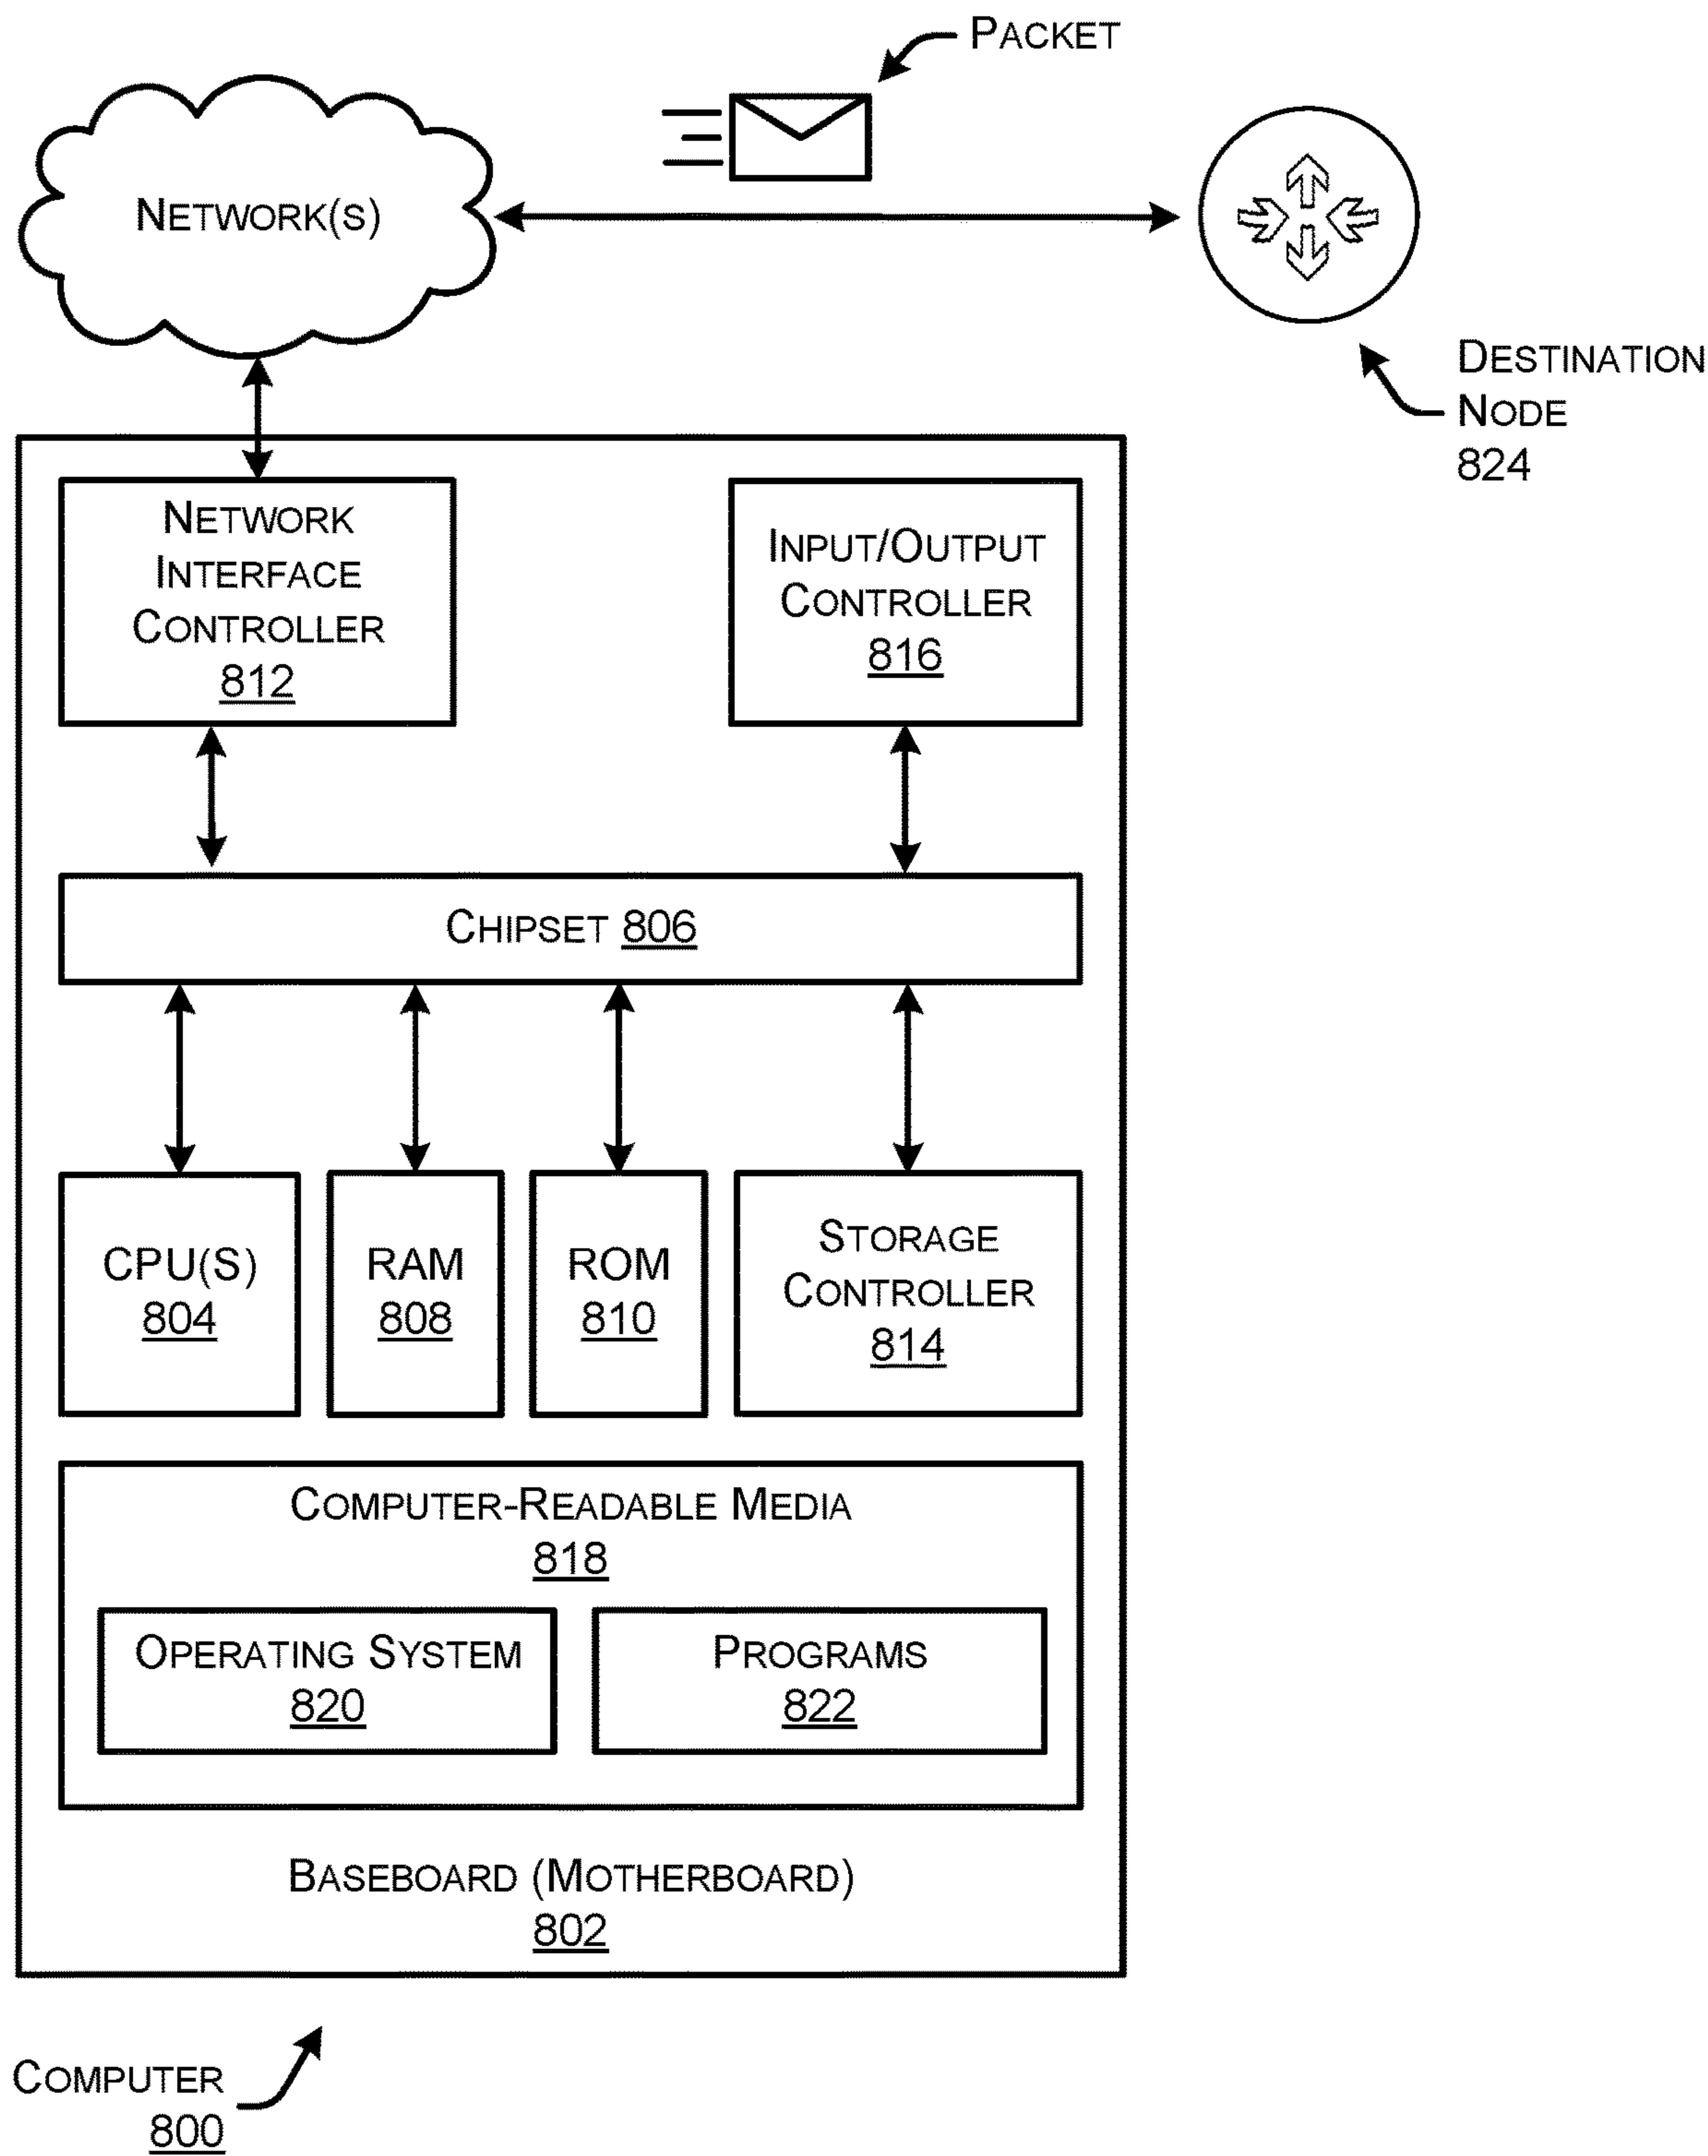 PACKET
NETWORK(S)
DESTINATION
NODE
824
NETWORK
INTERFACE
CONTROLLER
812
INPUT/OUTPUT
CONTROLLER
816
CHIPSET 806
CPU(S)
804
RAM
808
ROM
810
STORAGE
CONTROLLER
814
COMPUTER-READABLE MEDIA
818
OPERATING SYSTEM
820
PROGRAMS
822
BASEBOARD (MOTHERBOARD)
802
COMPUTER
800